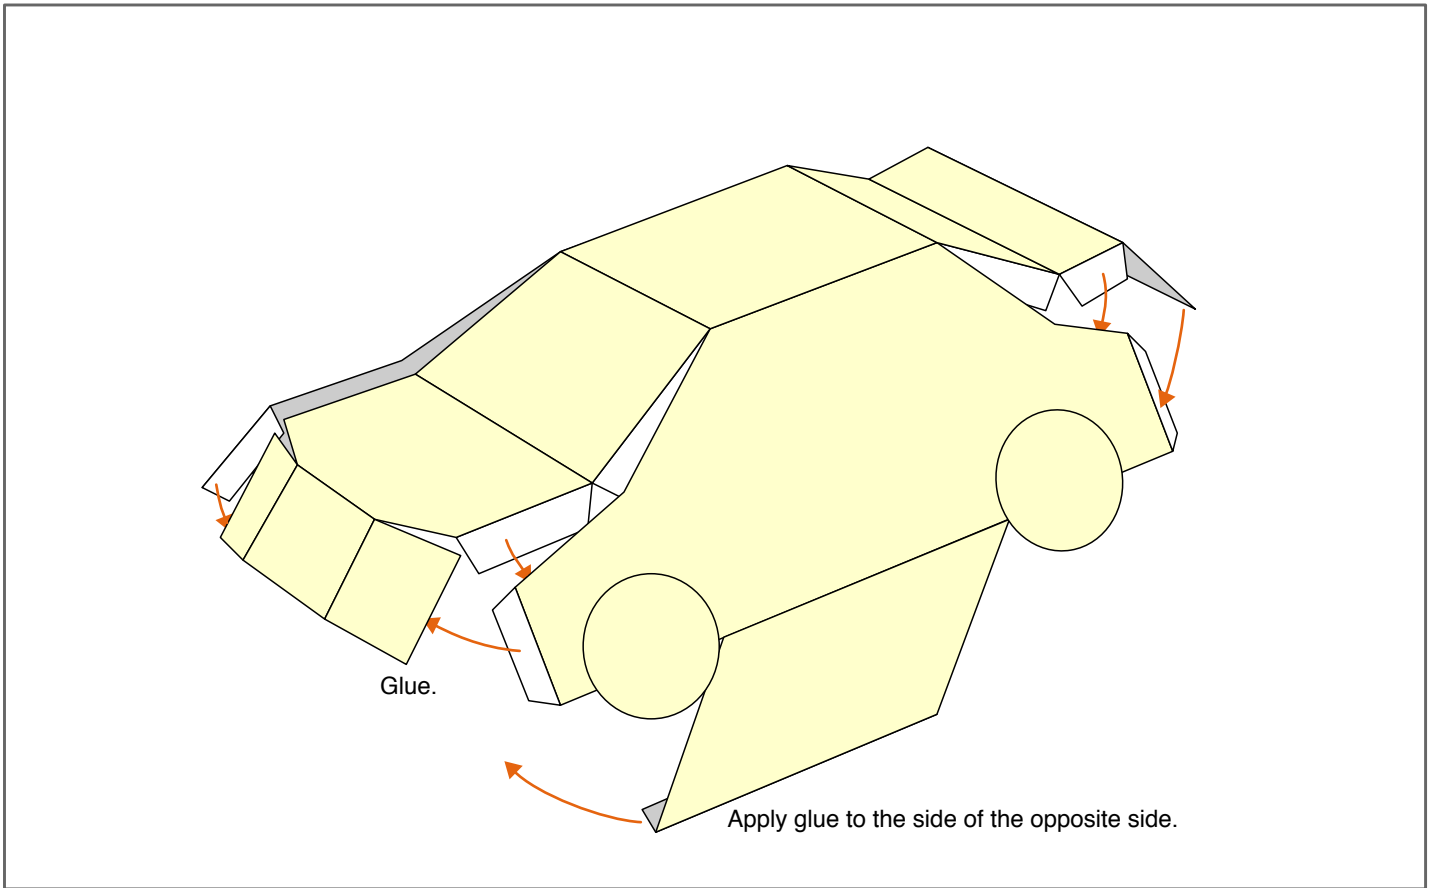 Glue.
Apply glue to the side of the opposite side.